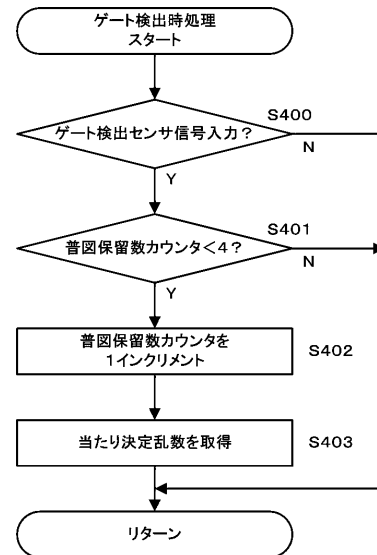 ゲート検出時処理
スタート
S400
ゲート検出センサ信号入力?
N
Y
S401
普図保留数カウンタ<4?
N
Y
普図保留数カウンタを
1インクリメント
S402
当たり決定乱数を取得
S403
リターン